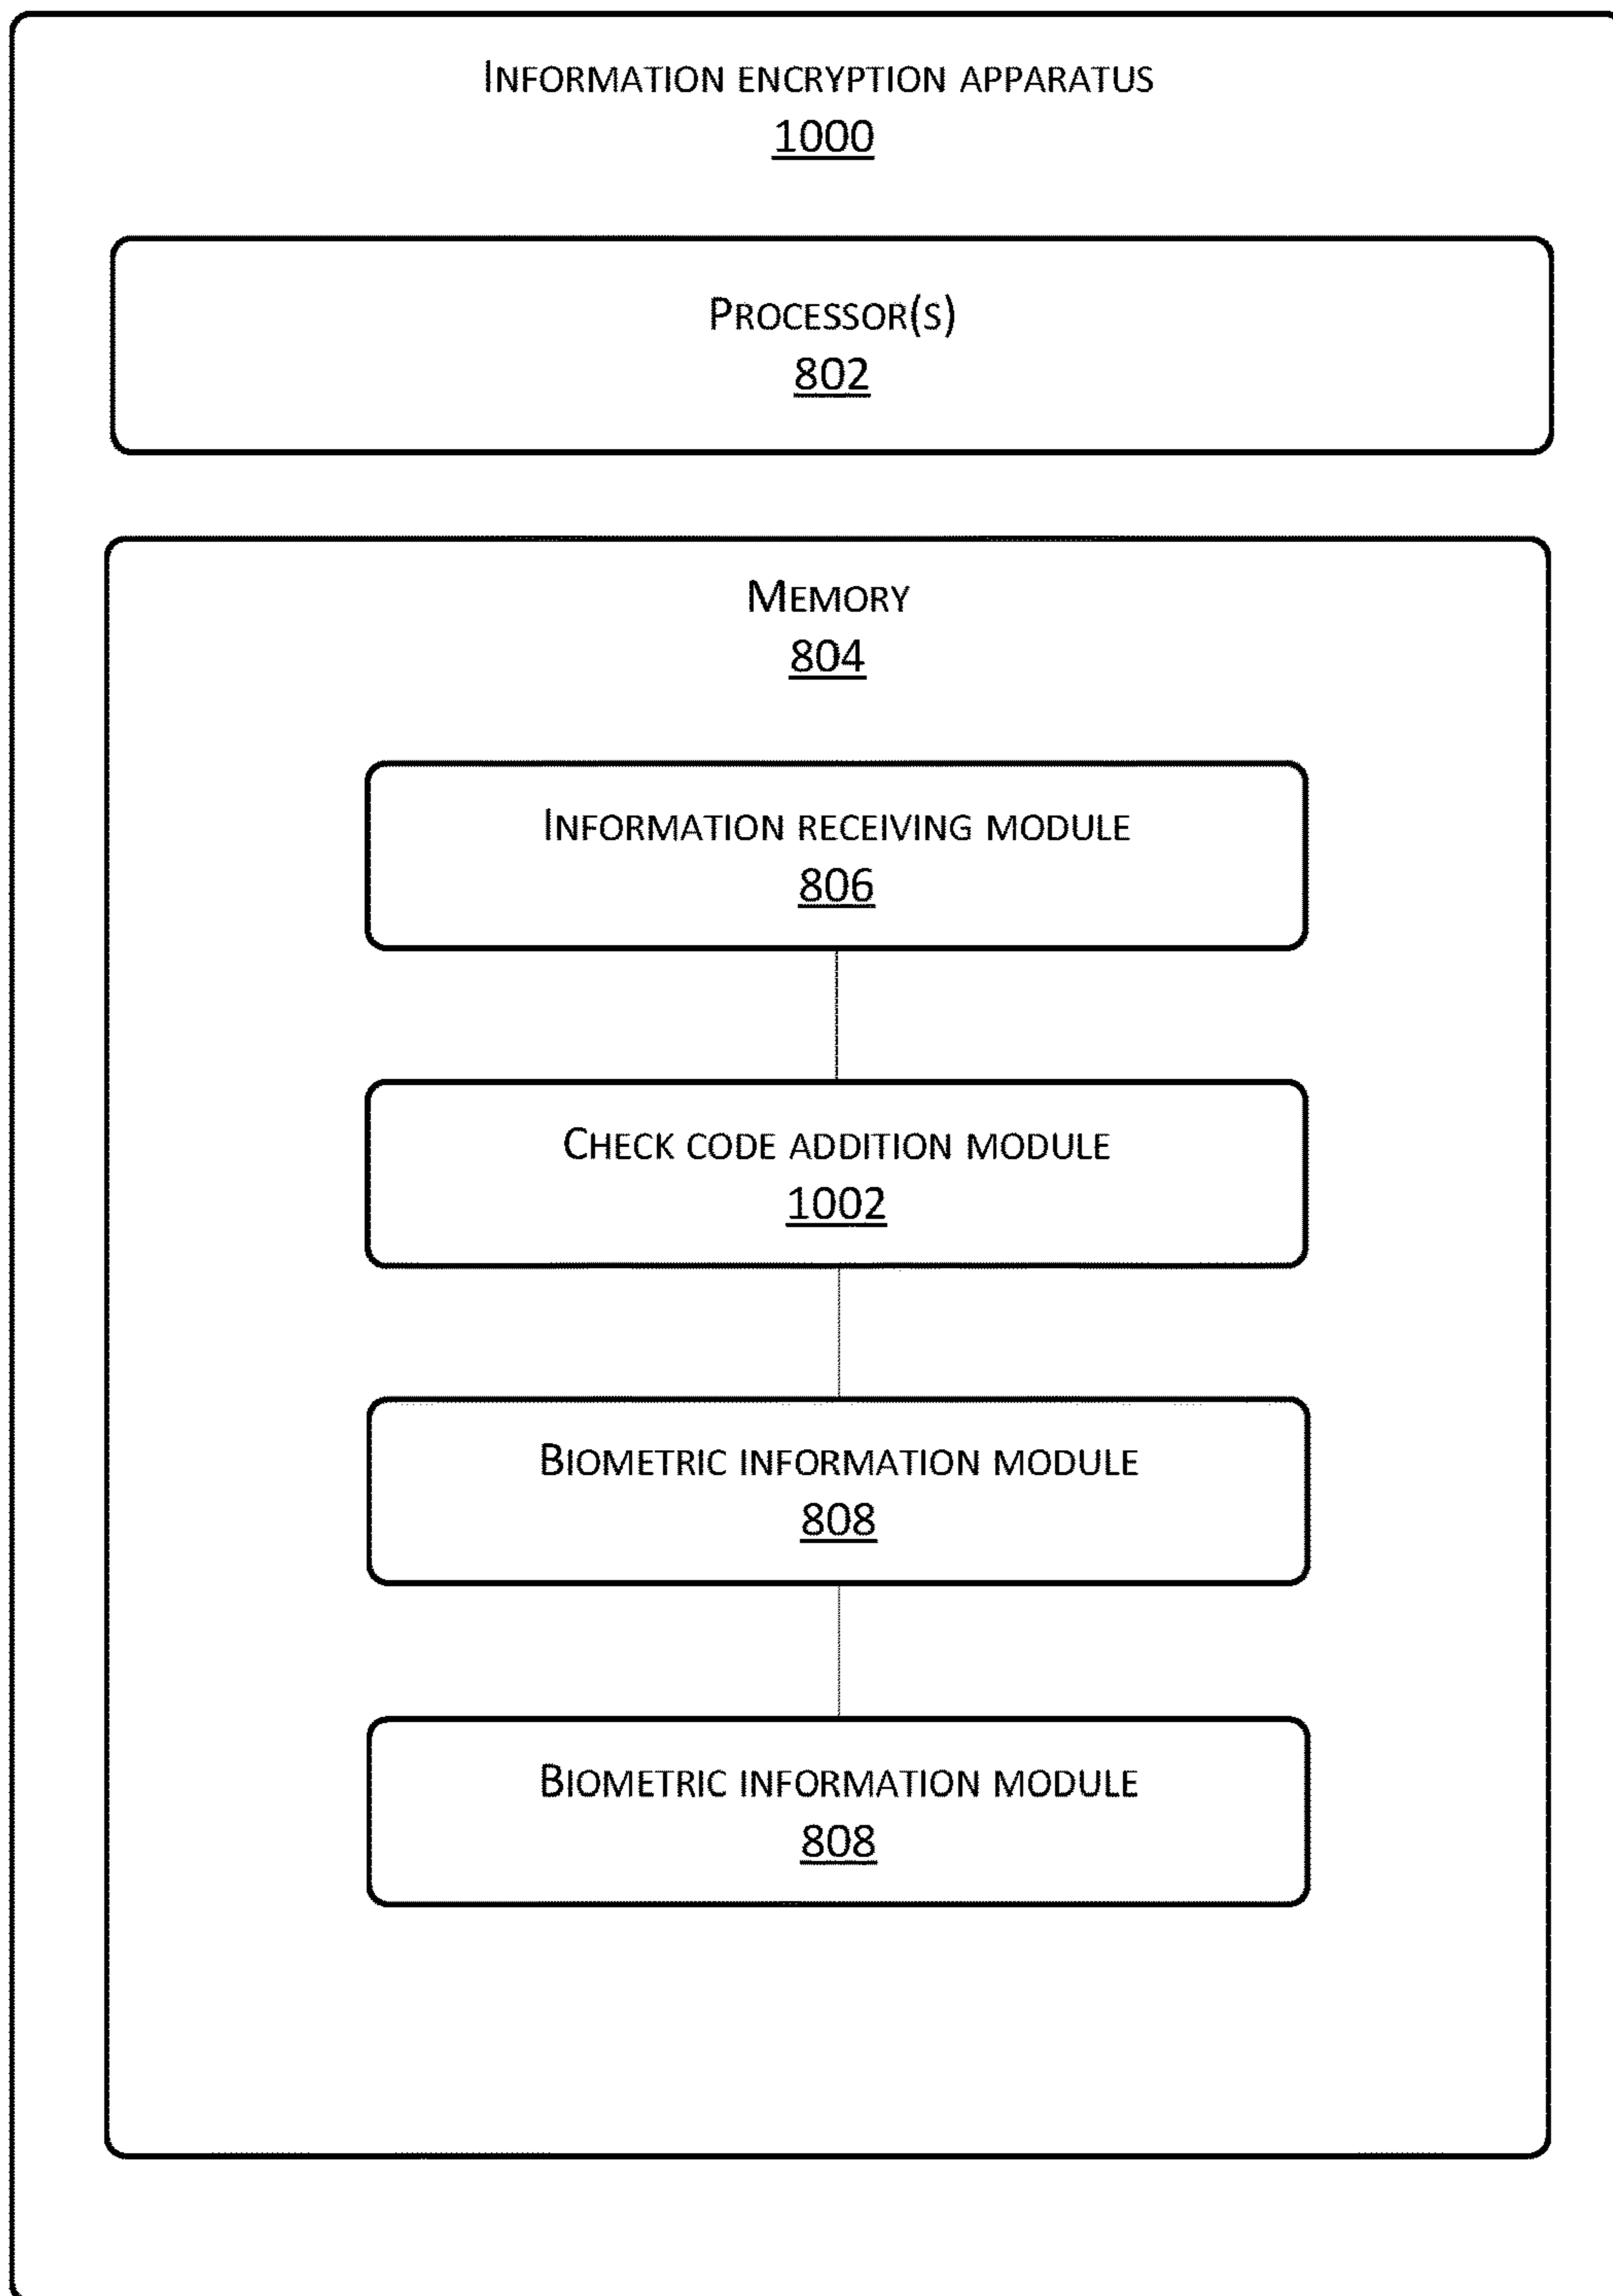 INFORMATION ENCRYPTION APPARATUS
1000
PROCESSOR(S)
802
MEMORY
804
INFORMATION RECEIVING MODULE
806
CHECK CODE ADDITION MODULE
1002
BIOMETRIC INFORMATION MODULE
808
BIOMETRIC INFORMATION MODULE
808